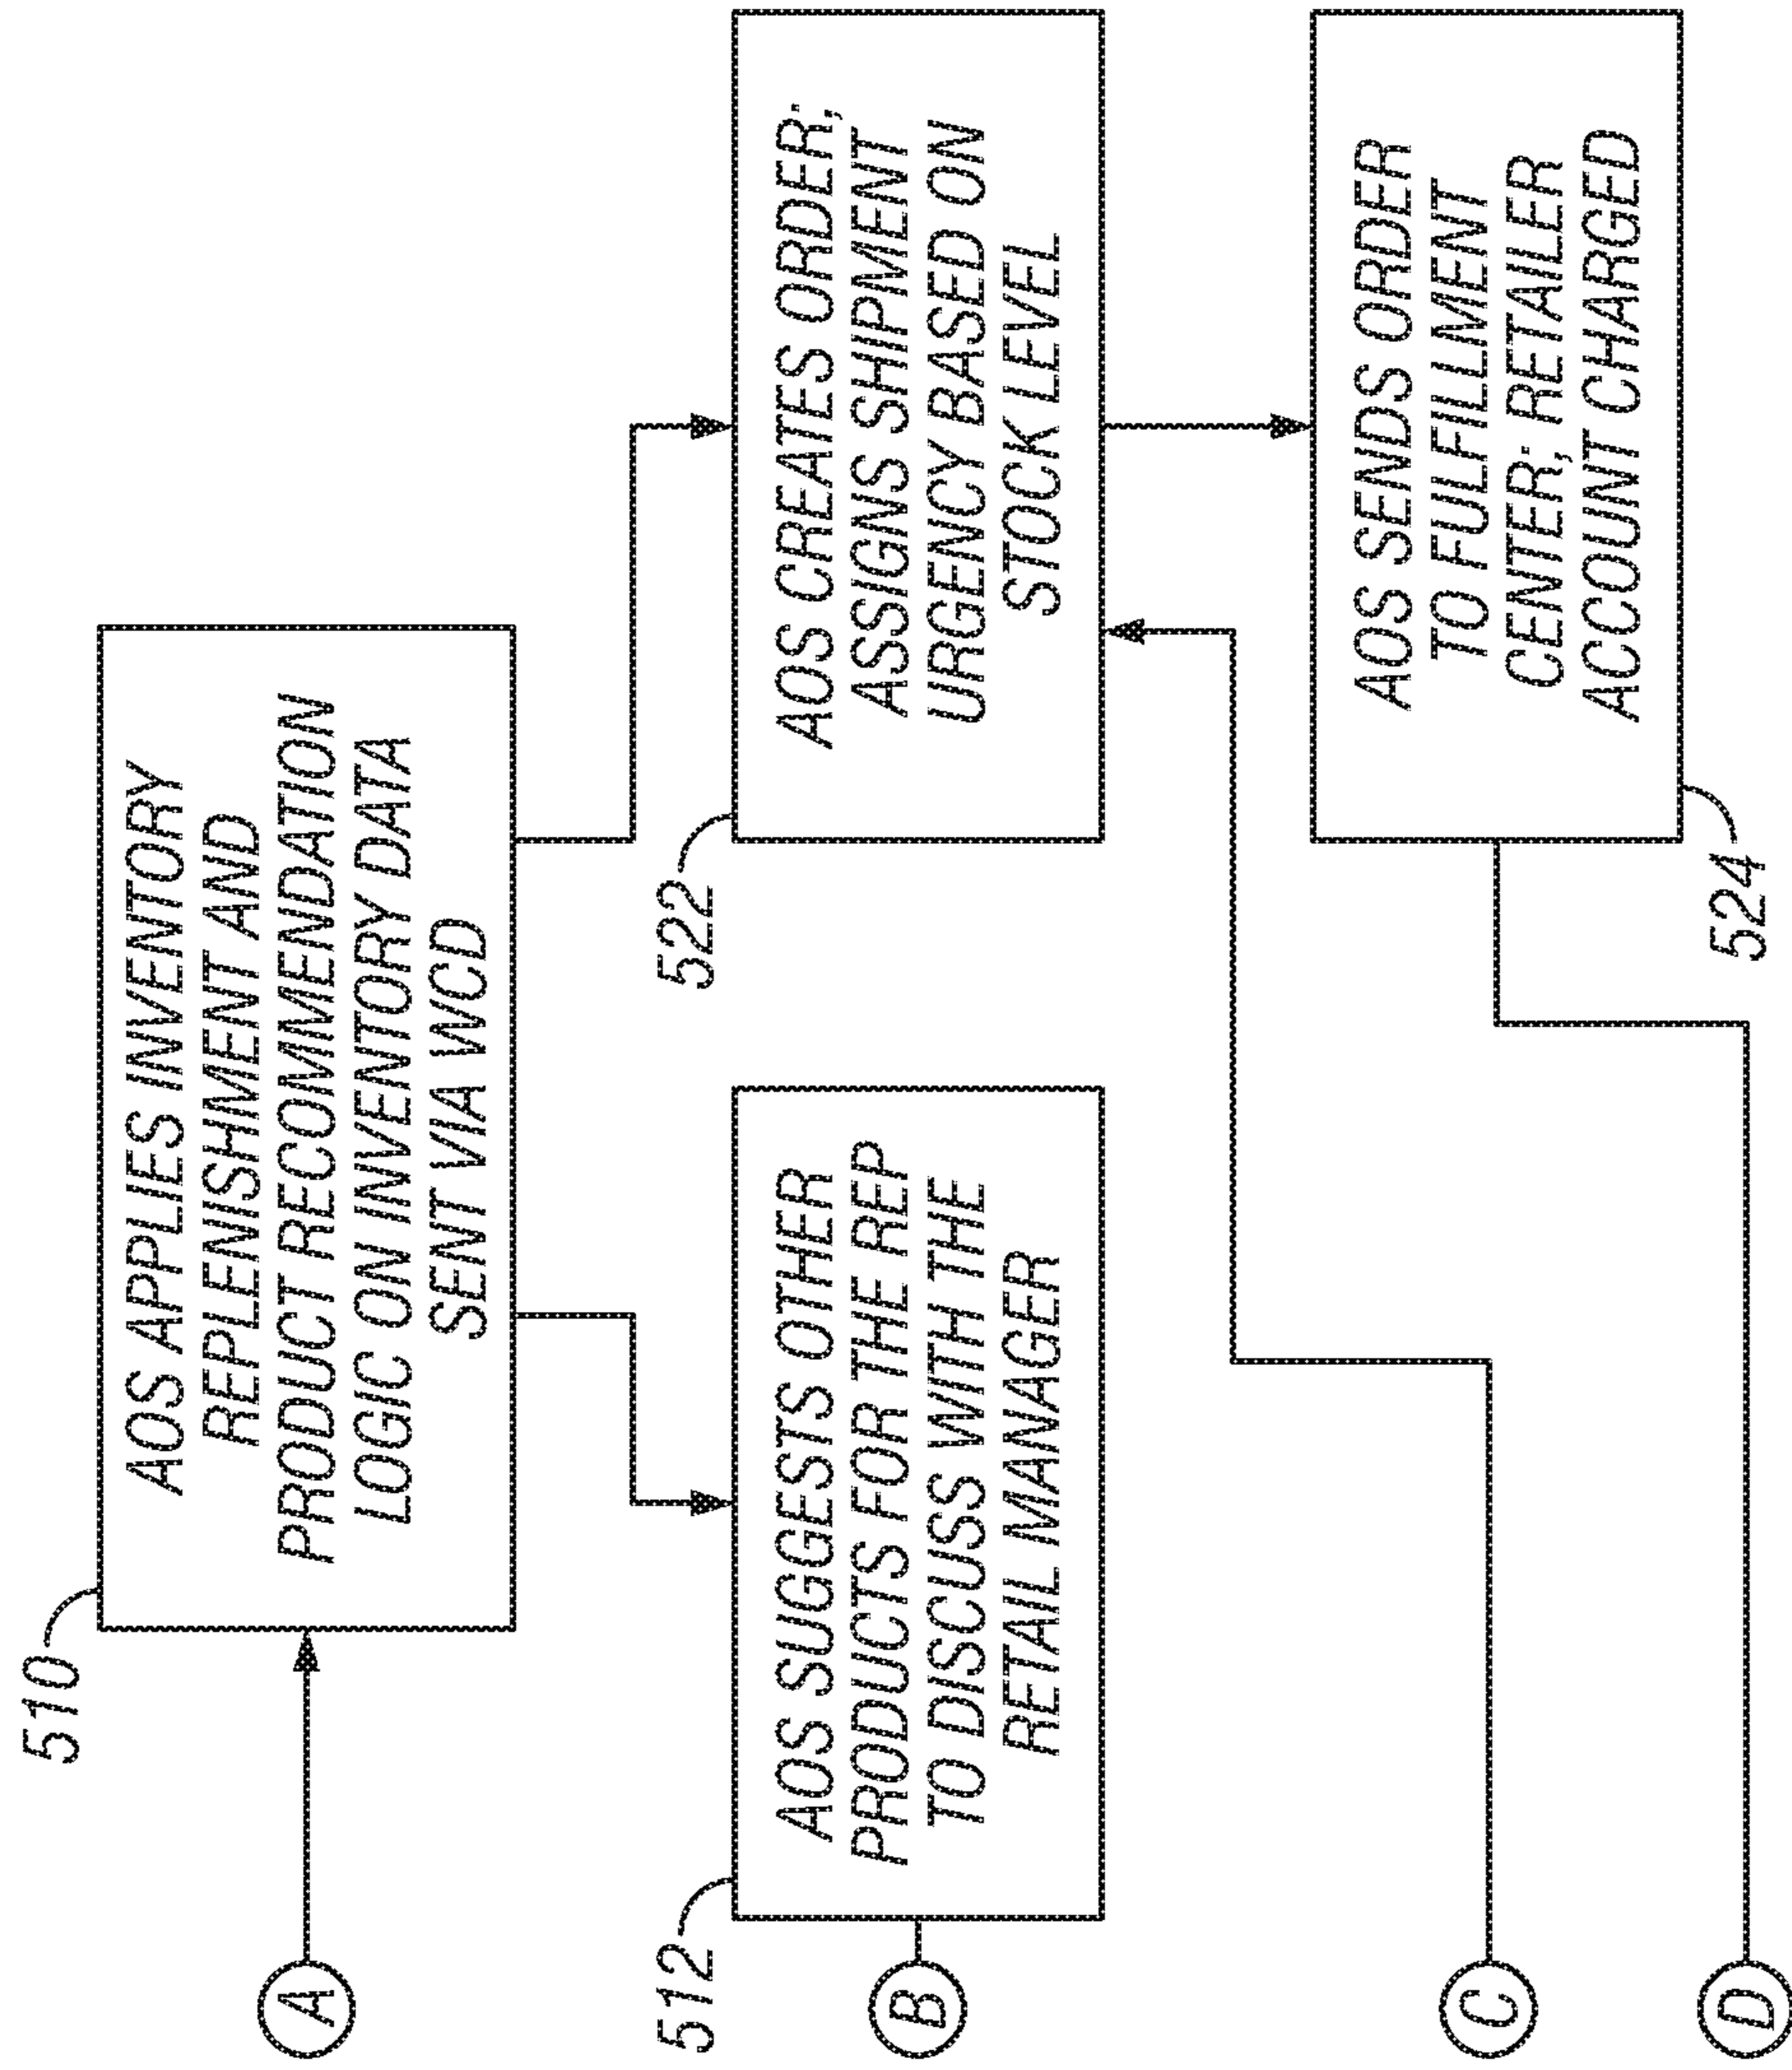 510
AOS APPLIES INVENTORY
REPLENISHMENT AND
PRODUCT RECOMMENDATION
LOGIC ON INVENTORY DATA
SENT VIA WCD
A
512
AOS SUGGESTS OTHER
PRODUCTS FOR THE REP
TO DISCUSS WITH THE
RETAIL MANAGER
B
522
AOS CREATES ORDER;
ASSIGNS SHIPMENT
URGENCY BASED ON
STOCK LEVEL
C
AOS SENDS ORDER
TO FULFILLMENT
CENTER; RETAILER
ACCOUNT CHARGED
524
D